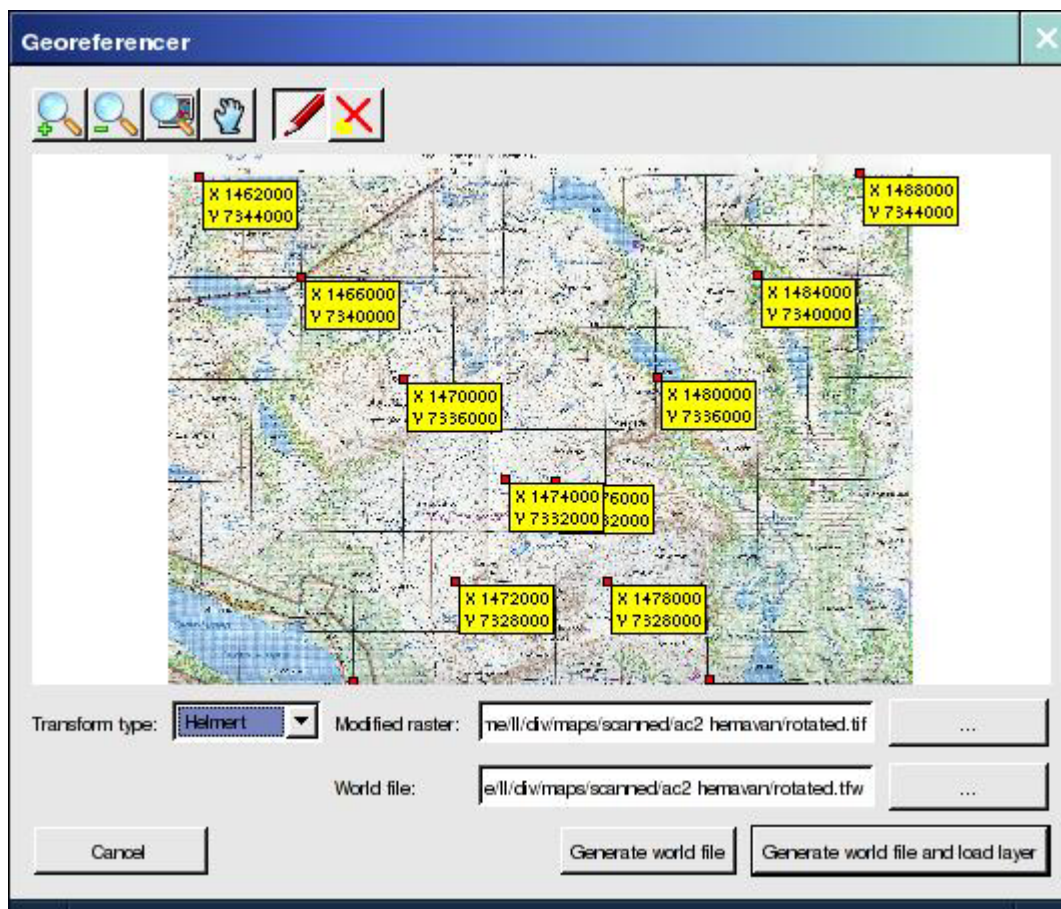 Georeferencer
X 1462000
Y 7344000
X 1488000
Y 7344000
X 1466000
Y 7340000
X 1484000
Y 7340000
X 1470000
Y 7336000
X 1480000
Y 7336000
X 1474000
Y 7332000
76000
32000
X 1472000
Y 7328000
X 1478000
Y 7328000
Transform type: Helmert
Modified raster: me/ll/div/maps/scanned/ac2 hemavan/rotated.tif ...
World file: e/ll/div/maps/scanned/ac2 hemavan/rotated.tfw ...
Cancel
Generate world file
Generate world file and load layer